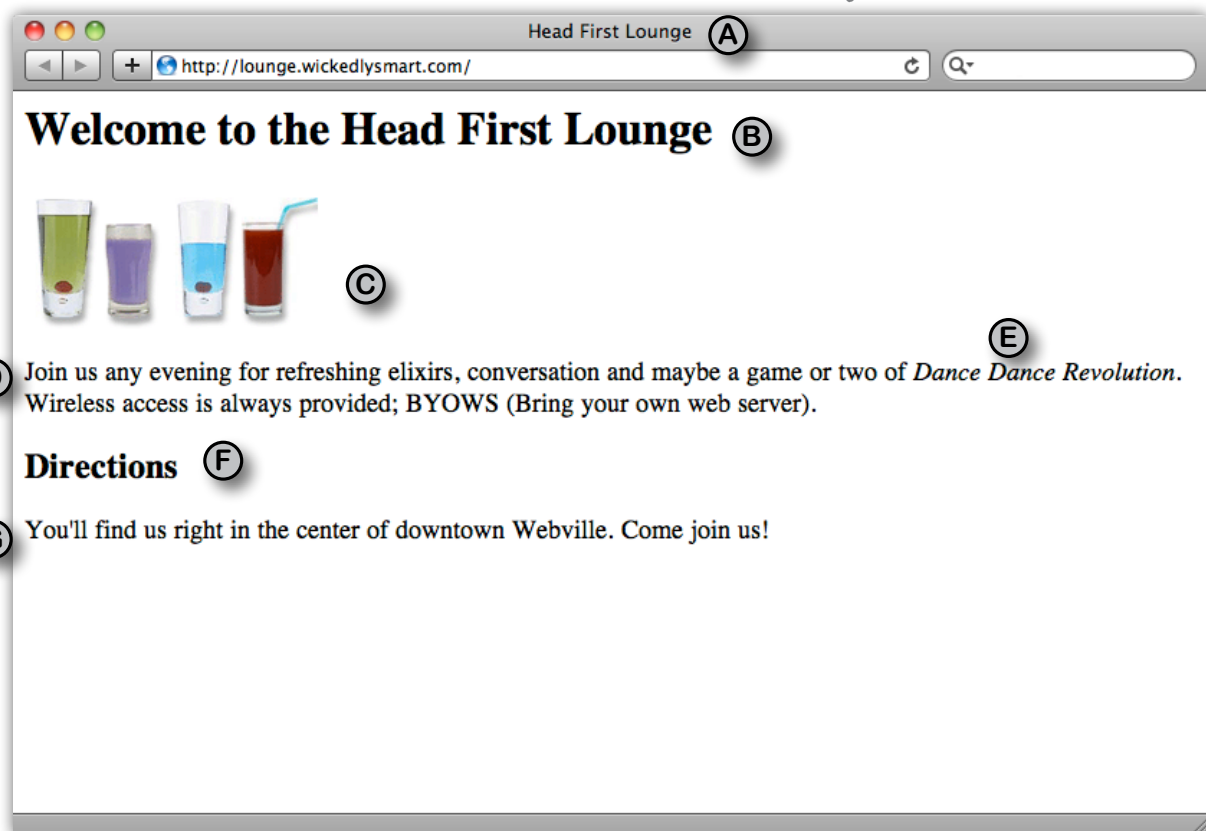 Head First Lounge A
http://lounge.wickedlysmart.com/
Welcome to the Head First Lounge B
C
E
Join us any evening for refreshing elixirs, conversation and maybe a game or two of Dance Dance Revolution.
Wireless access is always provided; BYOWS (Bring your own web server).
Directions F
You'll find us right in the center of downtown Webville. Come join us!